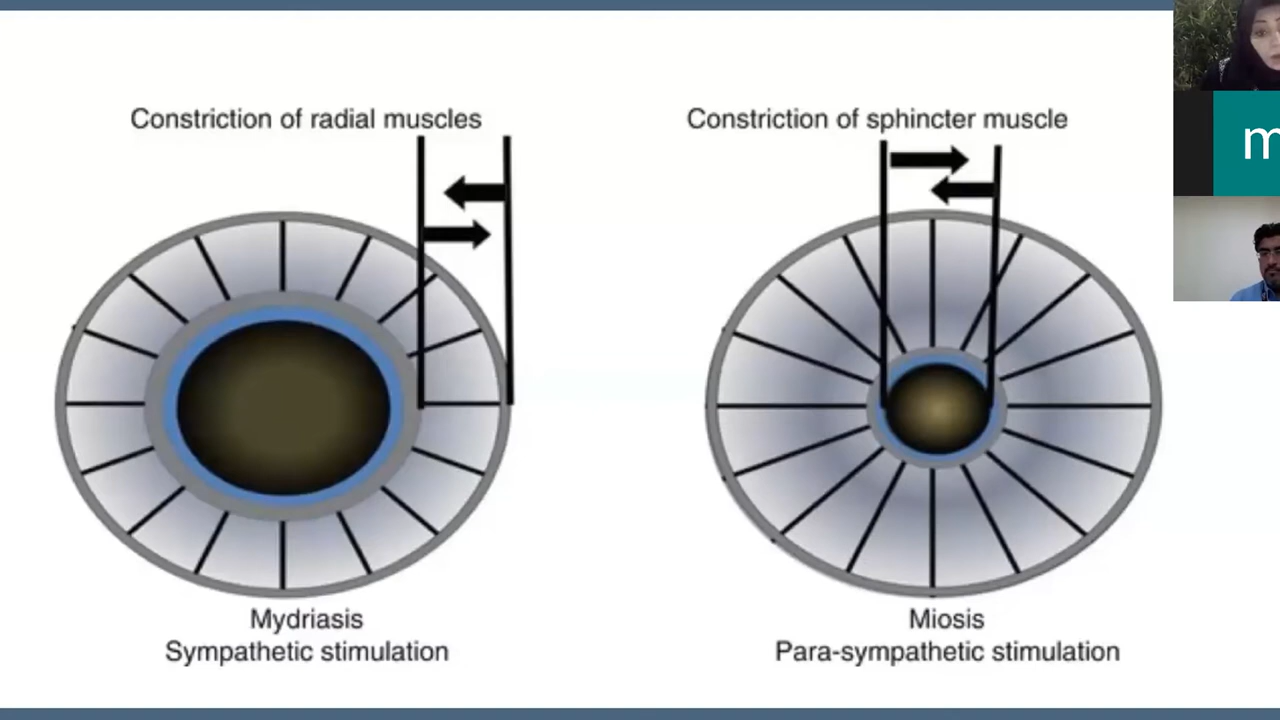 Constriction of radial muscles
Constriction of sphincter muscle
m
Mydriasis
Sympathetic stimulation
Miosis
Para-sympathetic stimulation